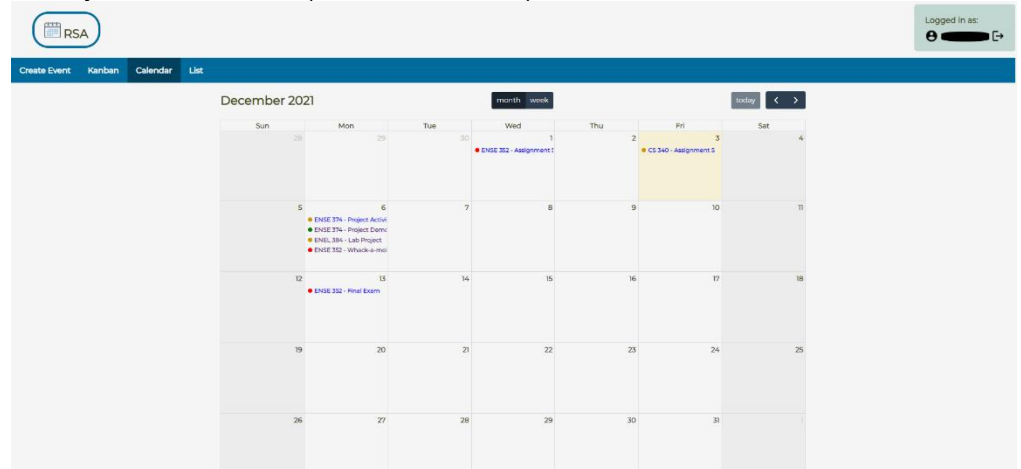 RSA
Logged in as:
Create Event Kanban Calendar List
December 2021
month week
today
Sun Mon Tue Wed Thu Fri Sat
28 29 30 1 2 3 4
ENSE 352 - Assignment 5
CS 340 - Assignment 5
5 6 7 8 9 10 11
ENSE 374 - Project Activi
ENSE 374 - Project Demo
ENEL 384 - Lab Project
ENSE 352 - Whack-a-mol
12 13 14 15 16 17 18
ENSE 352 - Final Exam
19 20 21 22 23 24 25
26 27 28 29 30 31 1